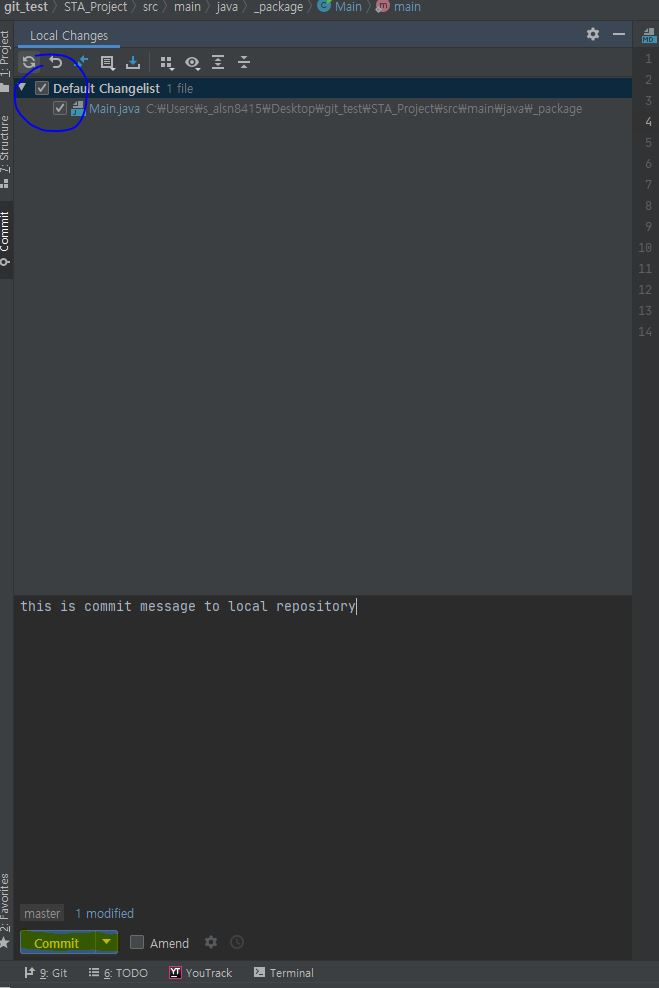 git_test STA_Project src main java _package Main main
Local Changes
1: Project
7: Structure
Commit
2: Favorites
Default Changelist 1 file
Main.java C:₩Users₩s_alsn8415₩Desktop₩git_test₩STA_Project₩src₩main₩java₩_package
MD
1
2
3
4
5
6
7
8
9
10
11
12
13
14
this is commit message to local repository
master 1 modified
Commit Amend
9: Git 6: TODO YT YouTrack Terminal